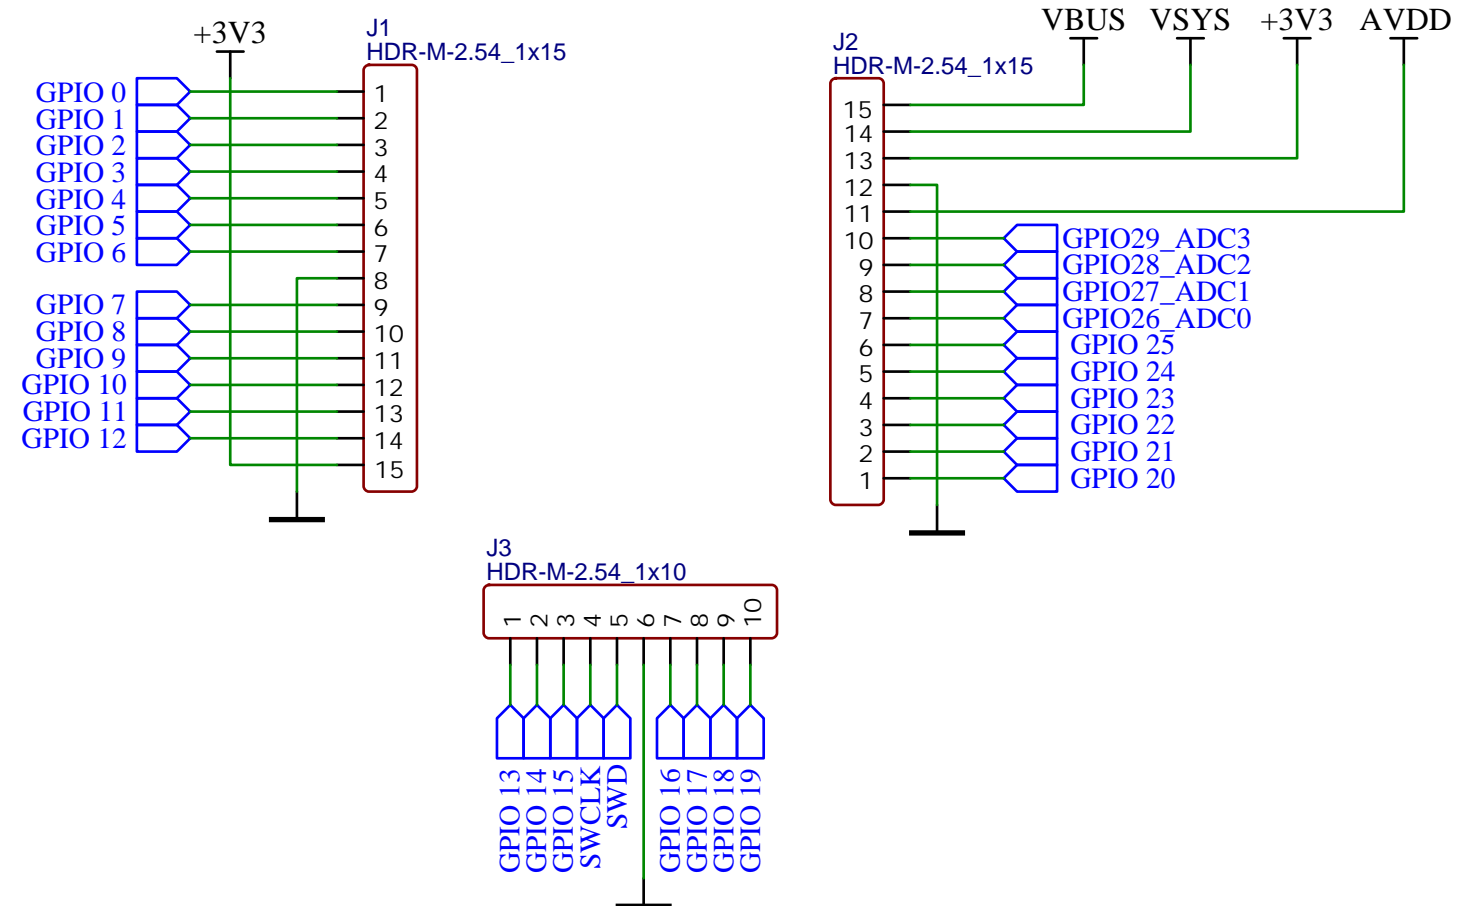 +3V3
J1
HDR-M-2.54_1x15
GPIO 0
GPIO 1
GPIO 2
GPIO 3
GPIO 4
GPIO 5
GPIO 6
GPIO 7
GPIO 8
GPIO 9
GPIO 10
GPIO 11
GPIO 12
1
2
3
4
5
6
7
8
9
10
11
12
13
14
15
J2
HDR-M-2.54_1x15
VBUS VSYS +3V3 AVDD
15
14
13
12
11
10
9
8
7
6
5
4
3
2
1
GPIO29_ADC3
GPIO28_ADC2
GPIO27_ADC1
GPIO26_ADC0
GPIO 25
GPIO 24
GPIO 23
GPIO 22
GPIO 21
GPIO 20
J3
HDR-M-2.54_1x10
1
2
3
4
5
6
7
8
9
10
GPIO 13
GPIO 14
GPIO 15
SWCLK
SWD
GPIO 16
GPIO 17
GPIO 18
GPIO 19